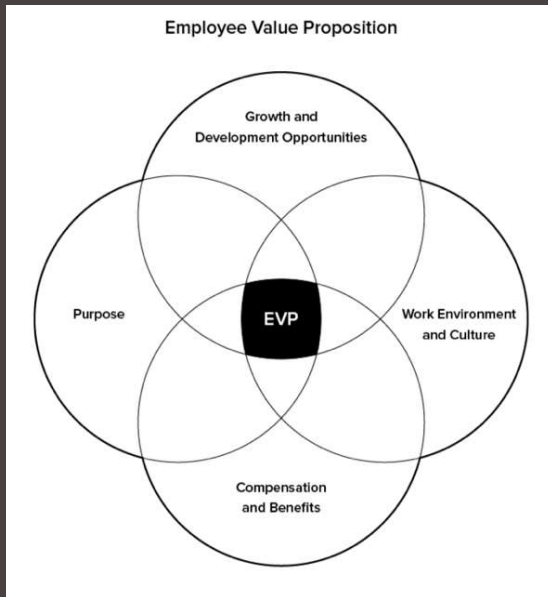 Employee Value Proposition
Growth and
Development Opportunities
Purpose
EVP
Work Environment
and Culture
Compensation
and Benefits